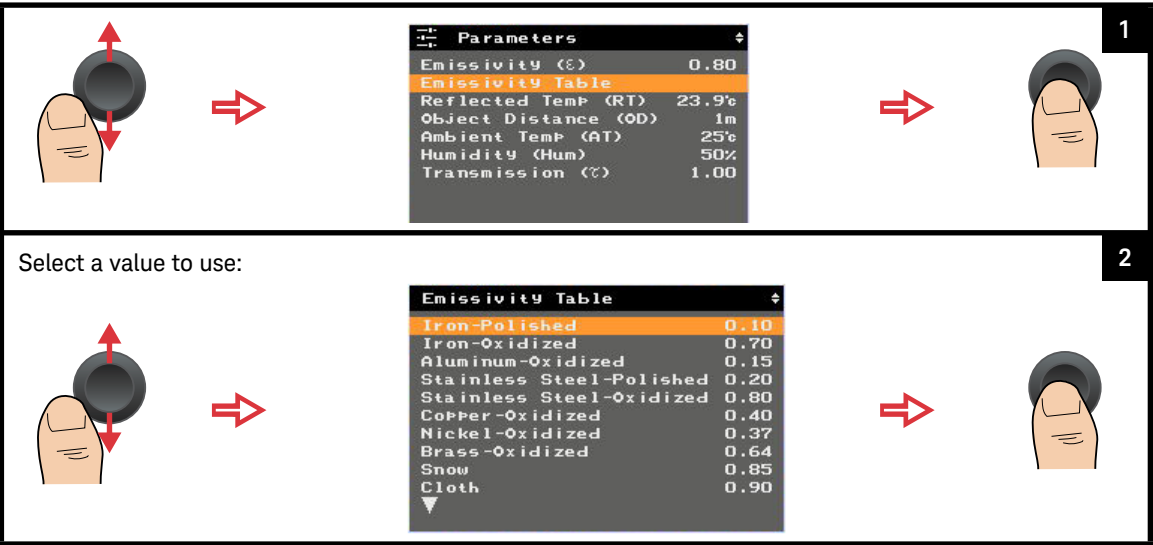 1
Parameters
Emissivity (ε) 0.80
Emissivity Table
Reflected Temp (RT) 23.9℃
Object Distance (OD) 1m
Ambient Temp (AT) 25℃
Humidity (Hum) 50%
Transmission (τ) 1.00
2
Select a value to use:
Emissivity Table
Iron-Polished 0.10
Iron-Oxidized 0.70
Aluminum-Oxidized 0.15
Stainless Steel-Polished 0.20
Stainless Steel-Oxidized 0.80
Copper-Oxidized 0.40
Nickel-Oxidized 0.37
Brass-Oxidized 0.64
Snow 0.85
Cloth 0.90